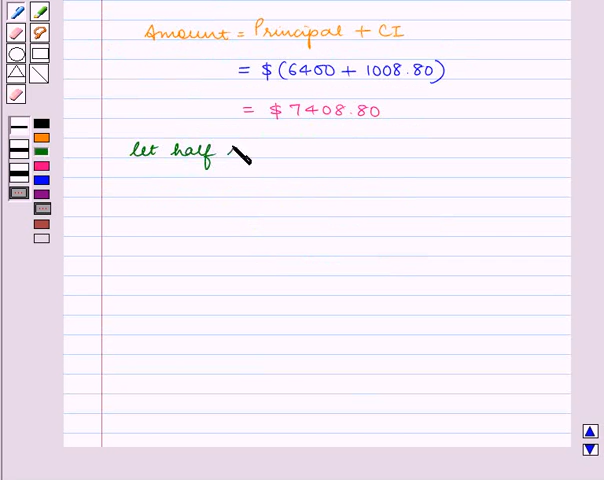 Amount = Principal + CI
= $(6400 + 1008.80)
= $7408.80
let half